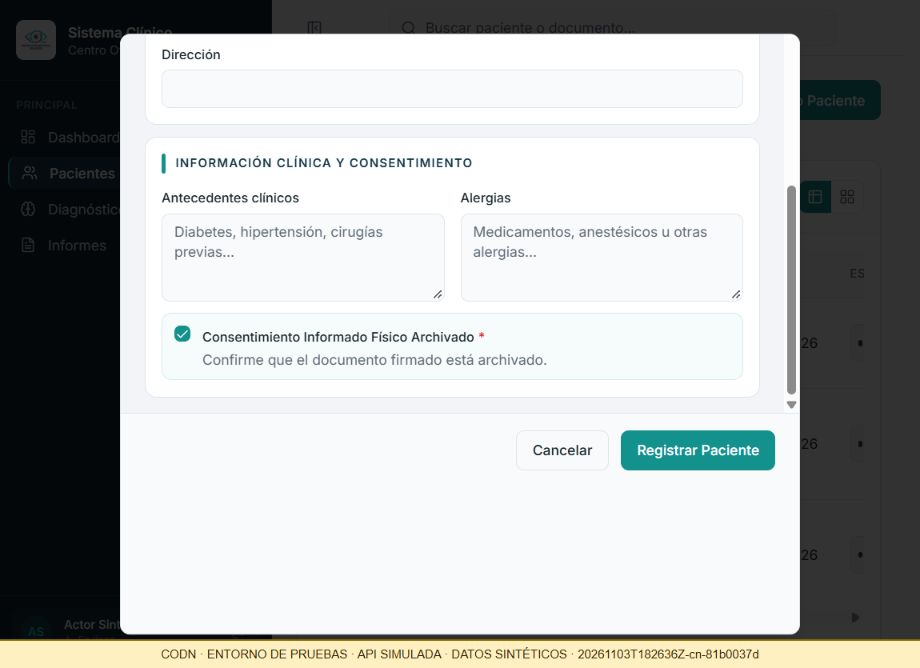 Sistema Clínico
Centro O
Buscar paciente o documento...
PRINCIPAL
Dashboard
Pacientes
Diagnóstic
Informes
Paciente
ES
26
26
26
Dirección
INFORMACIÓN CLÍNICA Y CONSENTIMIENTO
Antecedentes clínicos
Alergias
Diabetes, hipertensión, cirugías
previas...
Medicamentos, anestésicos u otras
alergias...
Consentimiento Informado Físico Archivado *
Confirme que el documento firmado está archivado.
Cancelar
Registrar Paciente
AS
Actor Sint
CODN · ENTORNO DE PRUEBAS · API SIMULADA · DATOS SINTÉTICOS · 20261103T182636Z-cn-81b0037d